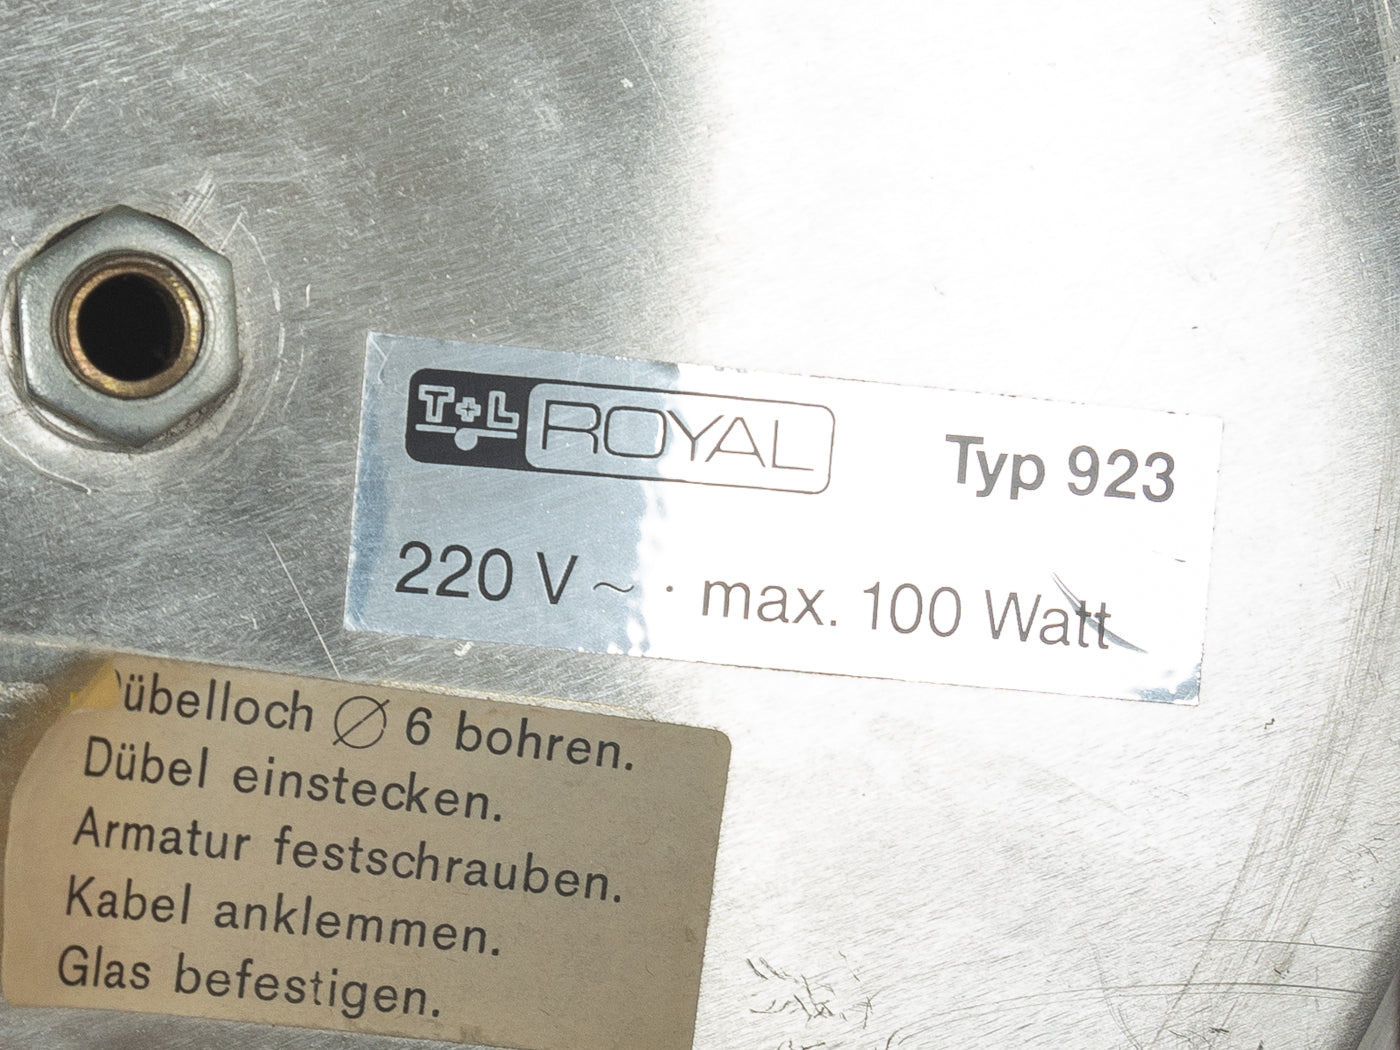 T+L ROYAL Typ 923
220 V ~ · max. 100 Watt
übelloch ∅ 6 bohren.
Dübel einstecken.
Armatur festschrauben.
Kabel anklemmen.
Glas befestigen.